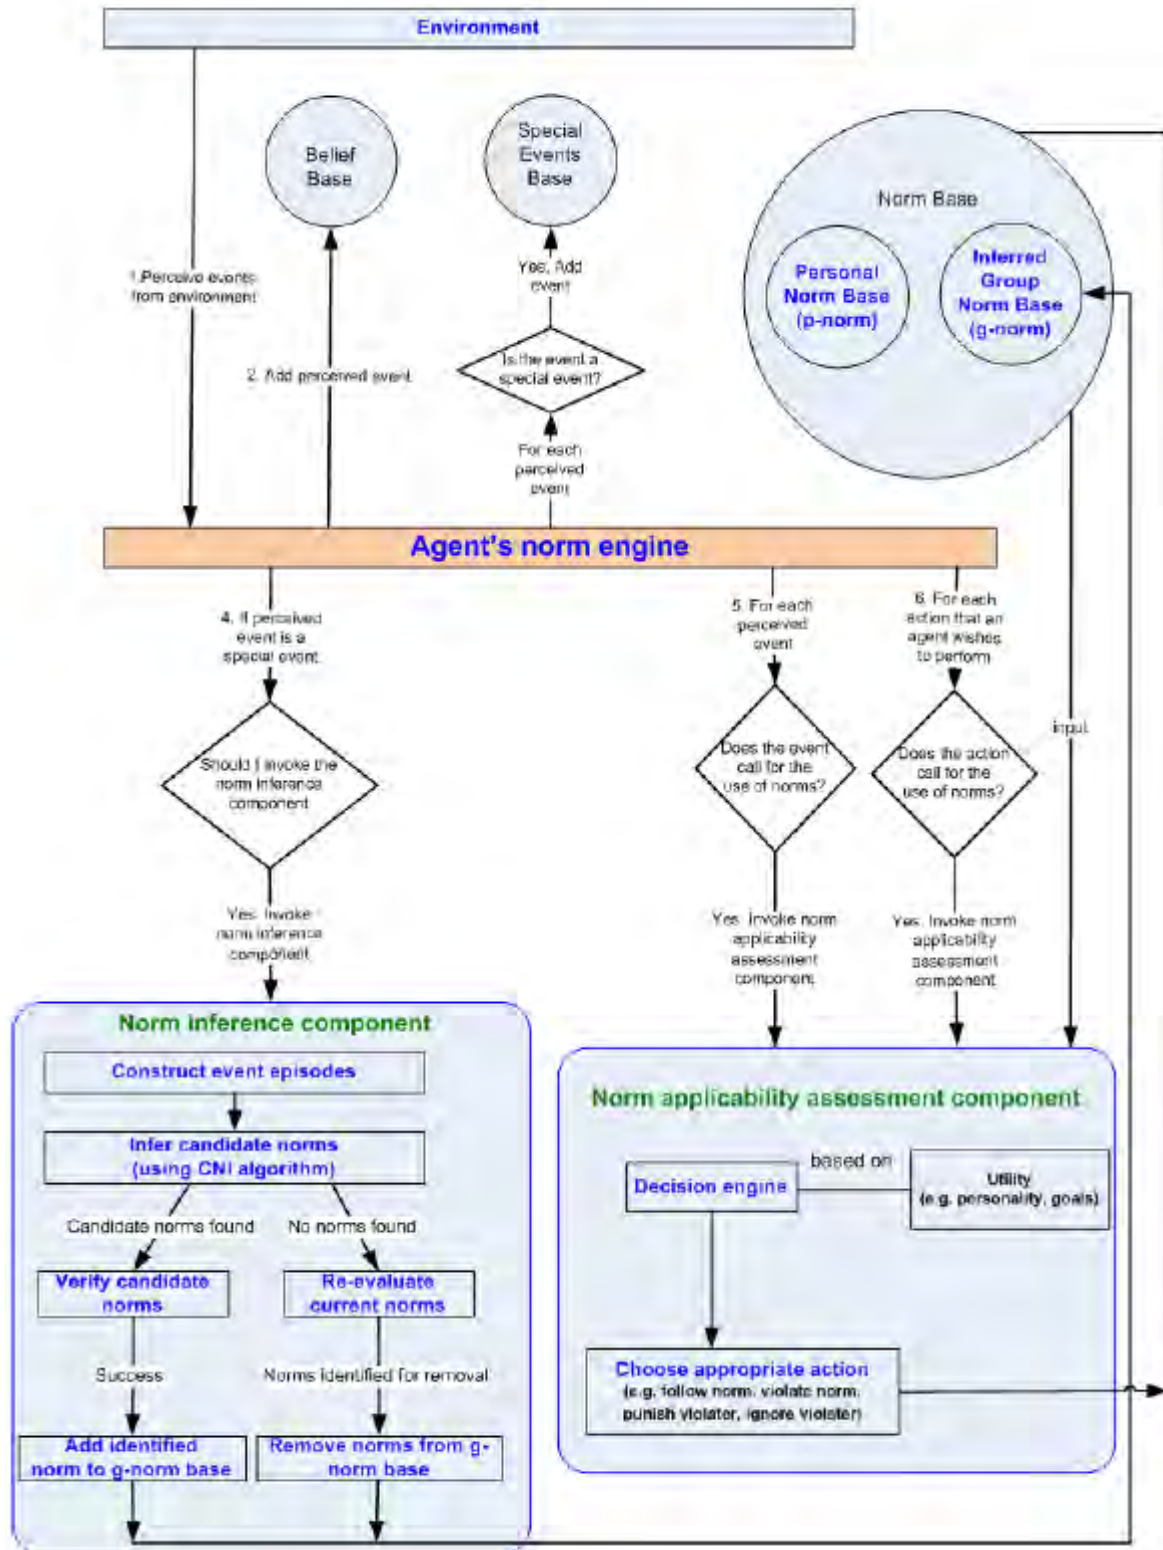 Environment
Belief
Base
Special
Events
Base
Norm Base
Personal
Norm Base
(p-norm)
Inferred
Group
Norm Base
(g-norm)
1.Perceive events
from environment
2. Add perceived event
Yes, Add
event
Is the event a
special event?
For each
perceived
event
Agent's norm engine
4. If perceived
event is a
special event
5. For each
perceived
event
6. For each
action that an
agent wishes
to perform
input
Should I invoke the
norm inference
component
Does the event
call for the
use of norms?
Does the action
call for the
use of norms?
Yes. Invoke
norm inference
component
Yes. Invoke norm
applicability
assessment
component
Yes. Invoke norm
applicability
assessment
component
Norm inference component
Construct event episodes
Infer candidate norms
(using CNI algorithm)
Candidate norms found
No norms found
Verify candidate
norms
Re-evaluate
current norms
Success
Norms identified for removal
Add identified
norm to g-norm base
Remove norms from g-
norm base
Norm applicability assessment component
Decision engine
based on
Utility
(e.g. personality, goals)
Choose appropriate action
(e.g. follow norm, violate norm,
punish violater, ignore violater)